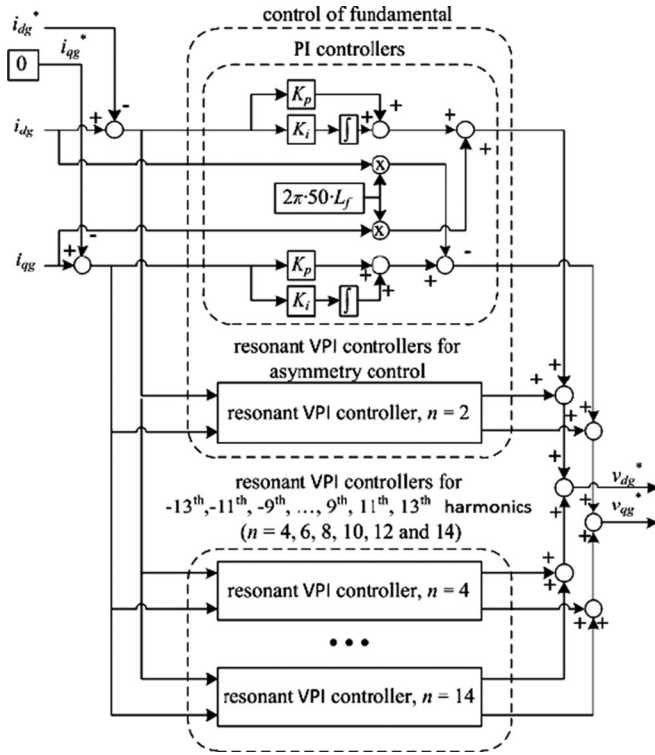 control of fundamental
i_dg*
i_qg*
PI controllers
0
-
+
K_p
+
+
+
i_dg
K_i
∫
+
x
2π·50·L_f
-
x
+
i_qg
K_p
+
+
-
+
K_i
∫
resonant VPI controllers for
asymmetry control
+
+
resonant VPI controller, n = 2
+
+
+
resonant VPI controllers for
-13th,-11th, -9th, ..., 9th, 11th, 13th harmonics
(n = 4, 6, 8, 10, 12 and 14)
+
v_dg*
+
+
v_qg*
+
+
resonant VPI controller, n = 4
+
+
+
• • •
resonant VPI controller, n = 14